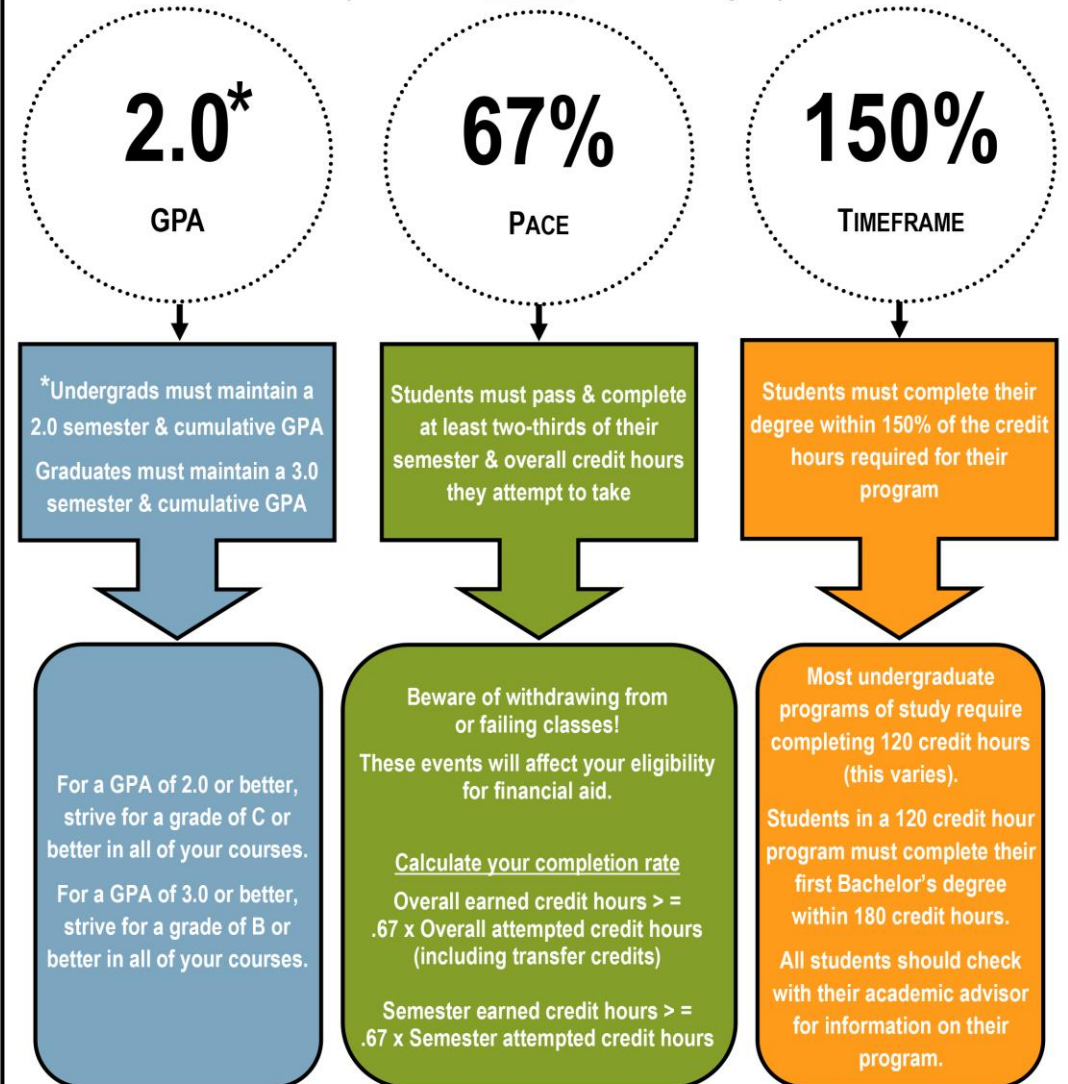 2.0*
GPA
*Undergrads must maintain a
2.0 semester & cumulative GPA
Graduates must maintain a 3.0
semester & cumulative GPA
For a GPA of 2.0 or better,
strive for a grade of C or
better in all of your courses.
For a GPA of 3.0 or better,
strive for a grade of B or
better in all of your courses.
67%
PACE
Students must pass & complete
at least two-thirds of their
semester & overall credit hours
they attempt to take
Beware of withdrawing from
or failing classes!
These events will affect your eligibility
for financial aid.
Calculate your completion rate
Overall earned credit hours > =
.67 x Overall attempted credit hours
(including transfer credits)
Semester earned credit hours > =
.67 x Semester attempted credit hours
150%
TIMEFRAME
Students must complete their
degree within 150% of the credit
hours required for their
program
Most undergraduate
programs of study require
completing 120 credit hours
(this varies).
Students in a 120 credit hour
program must complete their
first Bachelor's degree
within 180 credit hours.
All students should check
with their academic advisor
for information on their
program.